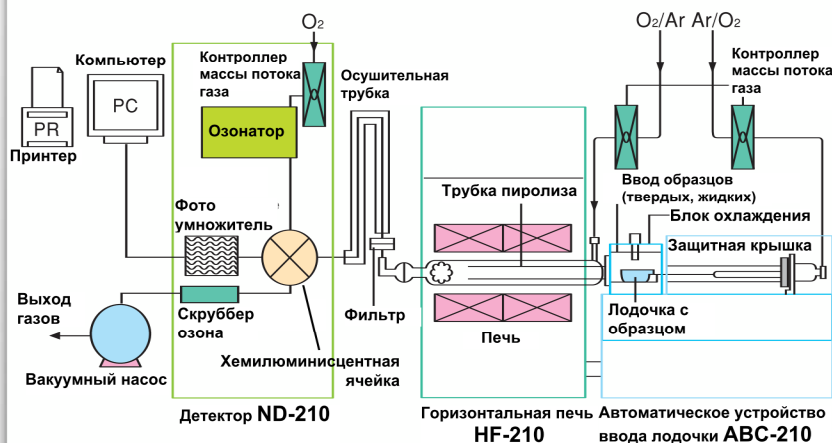 O2
O2/Ar Ar/O2
Компьютер
PC
PR
Принтер
Контроллер
массы потока
газа
Озонатор
Осушительная
трубка
Контроллер
массы потока
газа
Трубка пиролиза
Ввод образцов
(твердых, жидких)
Блок охлаждения
Защитная крышка
Фото
умножитель
Выход
газов
Скруббер
озона
Фильтр
Печь
Лодочка с
образцом
Вакуумный насос
Хемилюминисцентная
ячейка
Детектор ND-210
Горизонтальная печь
HF-210
Автоматическое устройство
ввода лодочки ABC-210